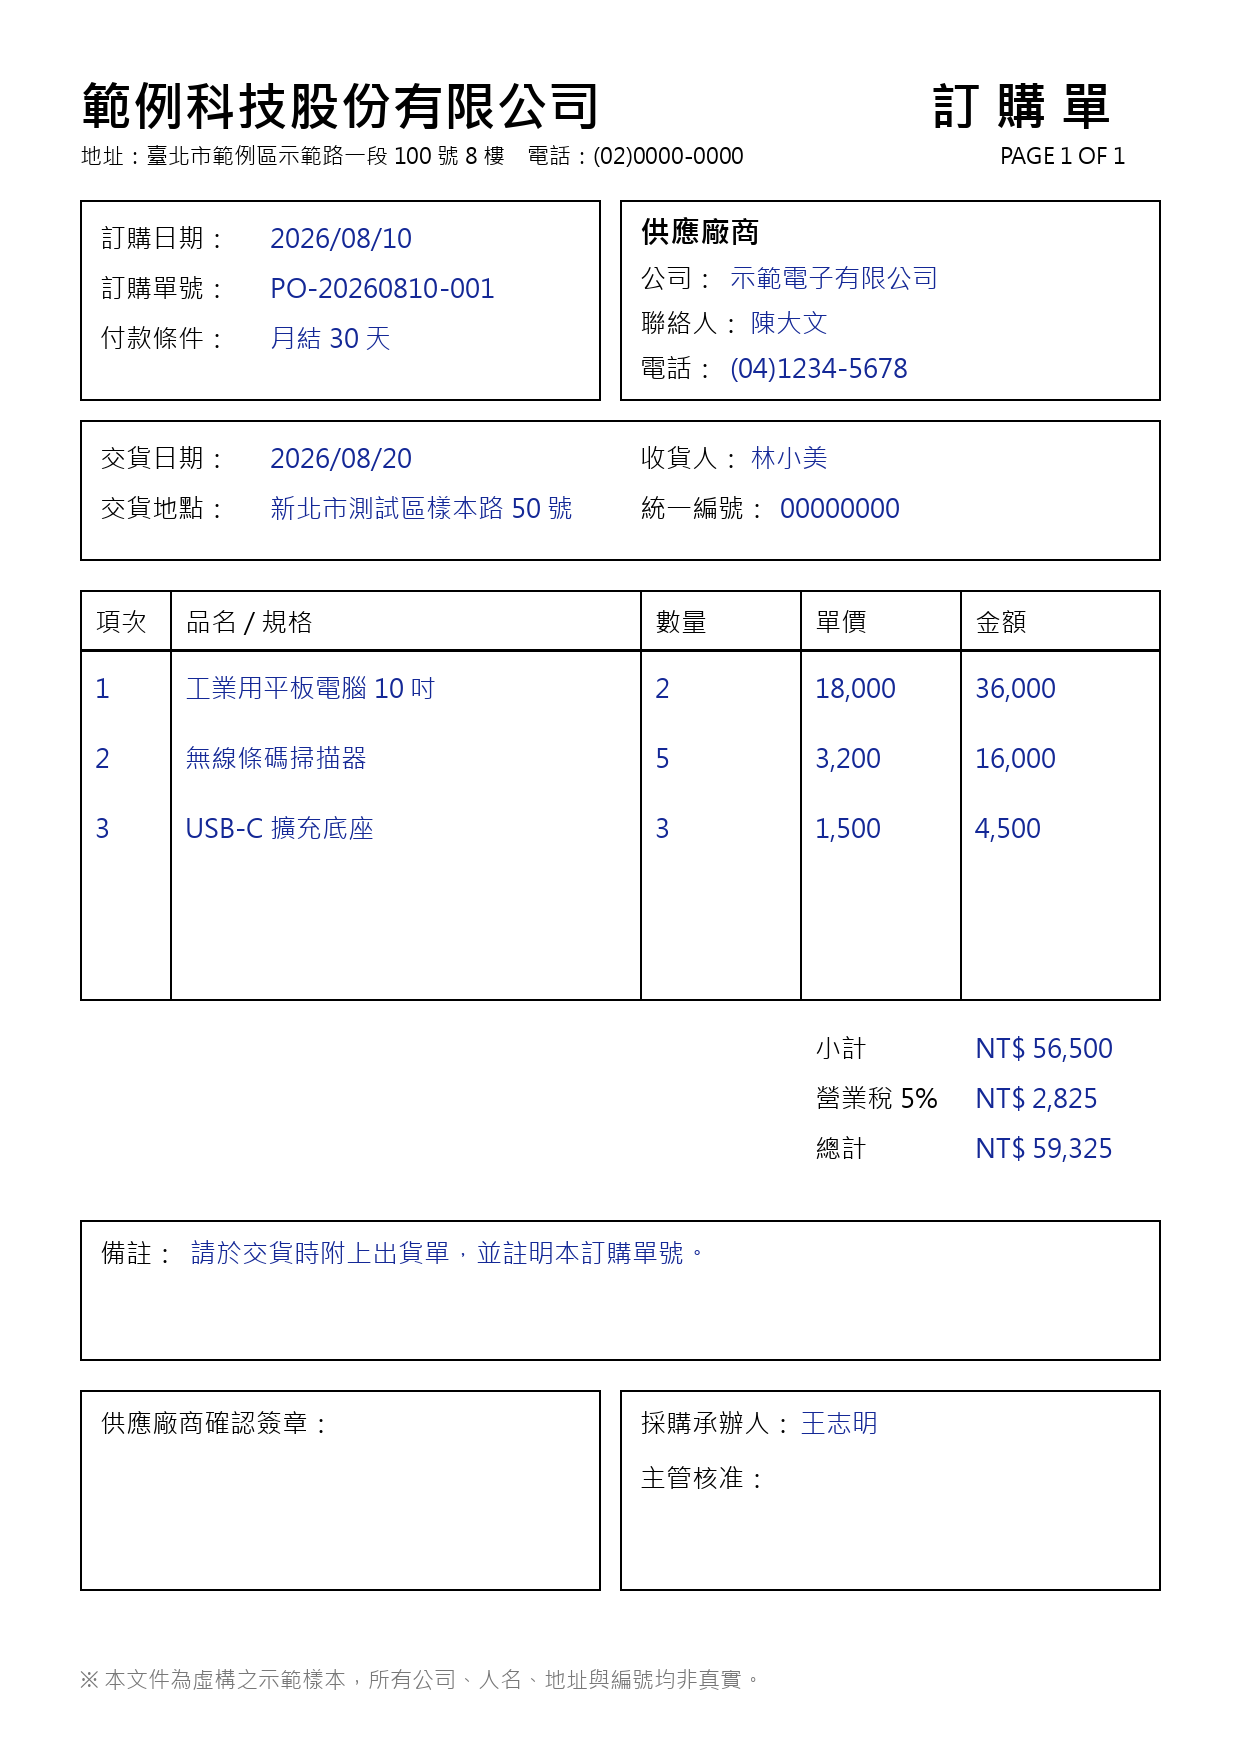 範例科技股份有限公司 訂購單
地址：臺北市範例區示範路一段 100 號 8 樓　電話：(02)0000-0000 PAGE 1 OF 1
訂購日期： 2026/08/10
訂購單號： PO-20260810-001
付款條件： 月結 30 天
供應廠商
公司： 示範電子有限公司
聯絡人： 陳大文
電話： (04)1234-5678
交貨日期： 2026/08/20 收貨人： 林小美
交貨地點： 新北市測試區樣本路 50 號 統一編號： 00000000
項次 品名 / 規格 數量 單價 金額
1 工業用平板電腦 10 吋 2 18,000 36,000
2 無線條碼掃描器 5 3,200 16,000
3 USB-C 擴充底座 3 1,500 4,500
小計 NT$ 56,500
營業稅 5% NT$ 2,825
總計 NT$ 59,325
備註： 請於交貨時附上出貨單，並註明本訂購單號。
供應廠商確認簽章：
採購承辦人： 王志明
主管核准：
※ 本文件為虛構之示範樣本，所有公司、人名、地址與編號均非真實。